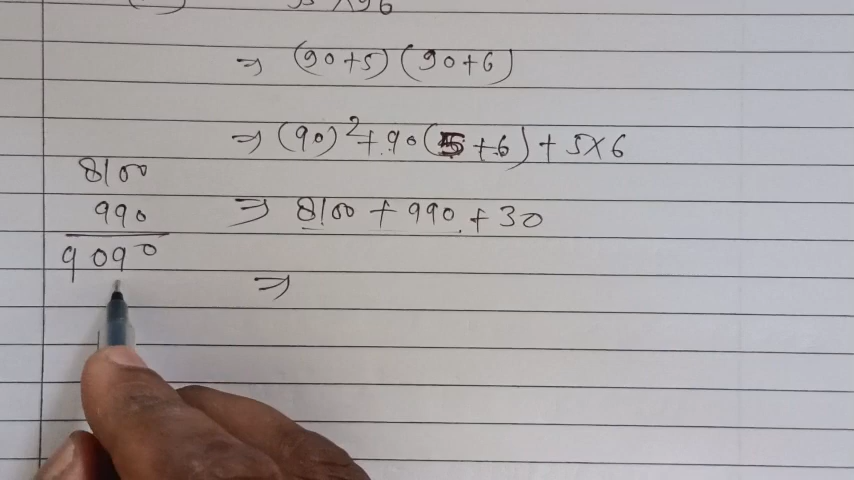 ⇒ (90+5) (90+6)
⇒ (90)² + 90(5+6) + 5×6
8100
990
9090
⇒ 8100 + 990 + 30
⇒